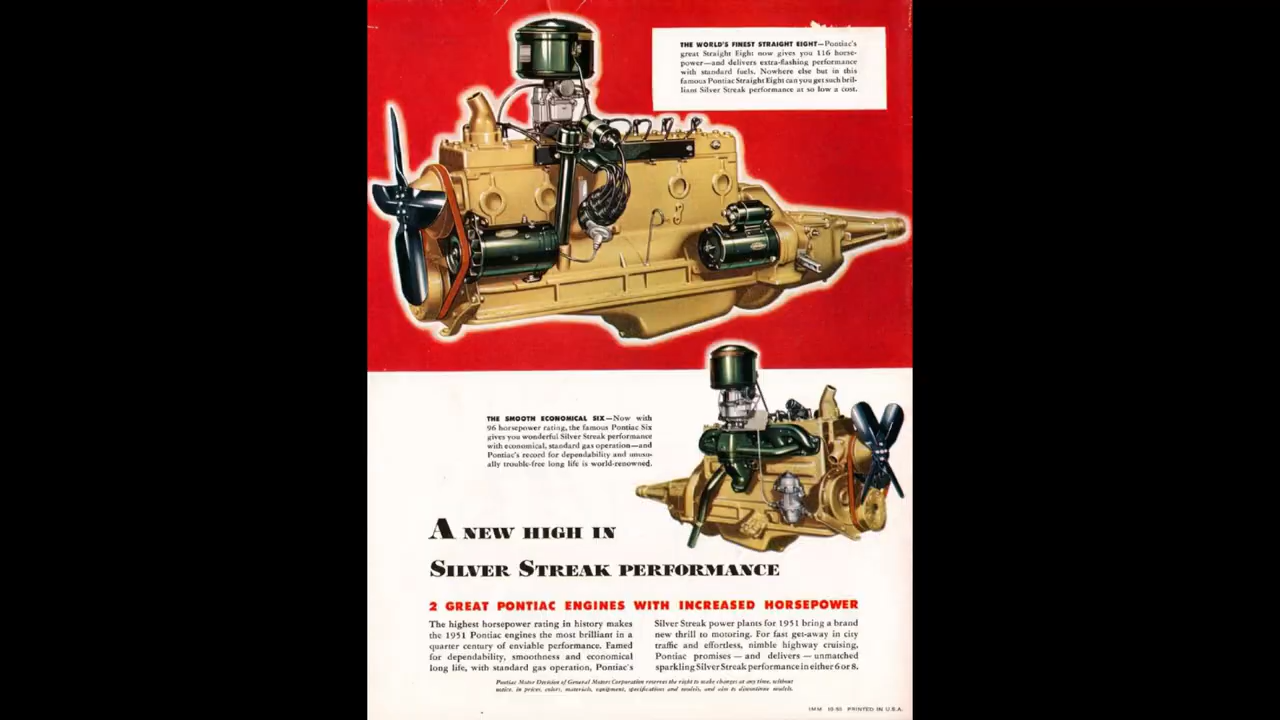 THE WORLD'S FINEST STRAIGHT EIGHT—Pontiac's
great Straight Eight now gives you 116 horse-
power—and delivers extra-flashing performance
with standard fuels. Nowhere else but in this
famous Pontiac Straight Eight can you get such bril-
liant Silver Streak performance at so low a cost.
THE SMOOTH ECONOMICAL SIX—Now with
96 horsepower rating, the famous Pontiac Six
gives you wonderful Silver Streak performance
with economical, standard gas operation—and
Pontiac's record for dependability and unusu-
ally trouble-free long life is world-renowned.
A NEW HIGH IN
SILVER STREAK PERFORMANCE
2 GREAT PONTIAC ENGINES WITH INCREASED HORSEPOWER
The highest horsepower rating in history makes
the 1951 Pontiac engines the most brilliant in a
quarter century of enviable performance. Famed
for dependability, smoothness and economical
long life, with standard gas operation, Pontiac's
Silver Streak power plants for 1951 bring a brand
new thrill to motoring. For fast get-away in city
traffic and effortless, nimble highway cruising,
Pontiac promises — and delivers — unmatched
sparkling Silver Streak performance in either 6 or 8.
Pontiac Motor Division of General Motors Corporation reserves the right to make changes at any time, without
notice, in prices, colors, materials, equipment, specifications and models, and also to discontinue models.
PRINTED IN U.S.A.